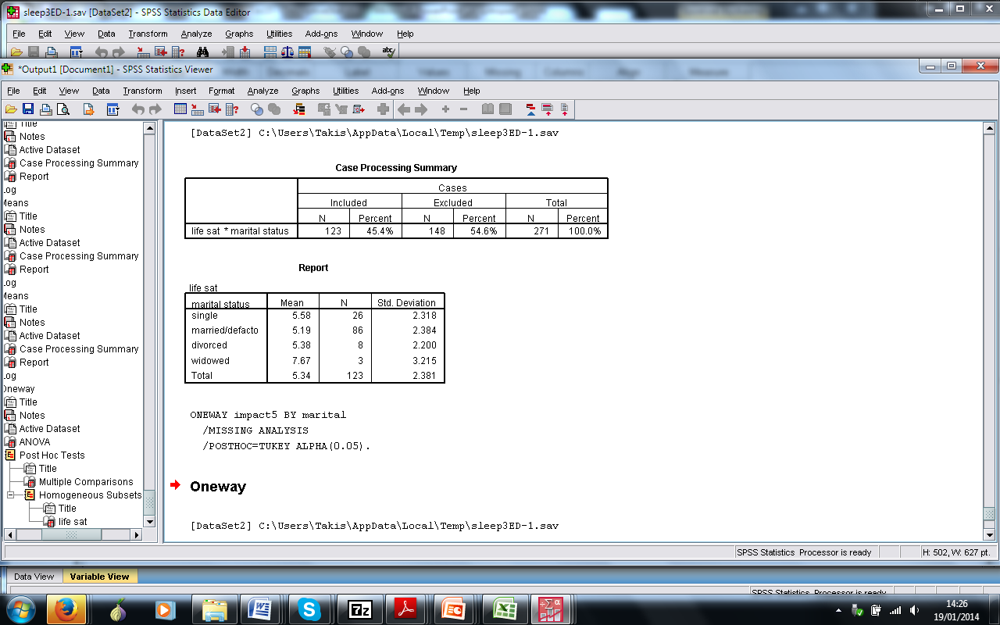 sleep3ED-1.sav [DataSet2] - SPSS Statistics Data Editor
File Edit View Data Transform Analyze Graphs Utilities Add-ons Window Help
*Output1 [Document1] - SPSS Statistics Viewer
File Edit View Data Transform Insert Format Analyze Graphs Utilities Add-ons Window Help
Title
Notes
Active Dataset
Case Processing Summary
Report
Log
Means
Title
Notes
Active Dataset
Case Processing Summary
Report
Log
Means
Title
Notes
Active Dataset
Case Processing Summary
Report
Log
Oneway
Title
Notes
Active Dataset
ANOVA
Post Hoc Tests
Title
Multiple Comparisons
Homogeneous Subsets
Title
life sat
[DataSet2] C:\Users\Takis\AppData\Local\Temp\sleep3ED-1.sav
Case Processing Summary
Cases
Included Excluded Total
N Percent N Percent N Percent
life sat * marital status 123 45.4% 148 54.6% 271 100.0%
Report
life sat
marital status Mean N Std. Deviation
single 5.58 26 2.318
married/defacto 5.19 86 2.384
divorced 5.38 8 2.200
widowed 7.67 3 3.215
Total 5.34 123 2.381
ONEWAY impact5 BY marital
/MISSING ANALYSIS
/POSTHOC=TUKEY ALPHA(0.05).
Oneway
[DataSet2] C:\Users\Takis\AppData\Local\Temp\sleep3ED-1.sav
SPSS Statistics Processor is ready H: 502, W: 627 pt.
Data View Variable View
SPSS Statistics Processor is ready
14:26
19/01/2014